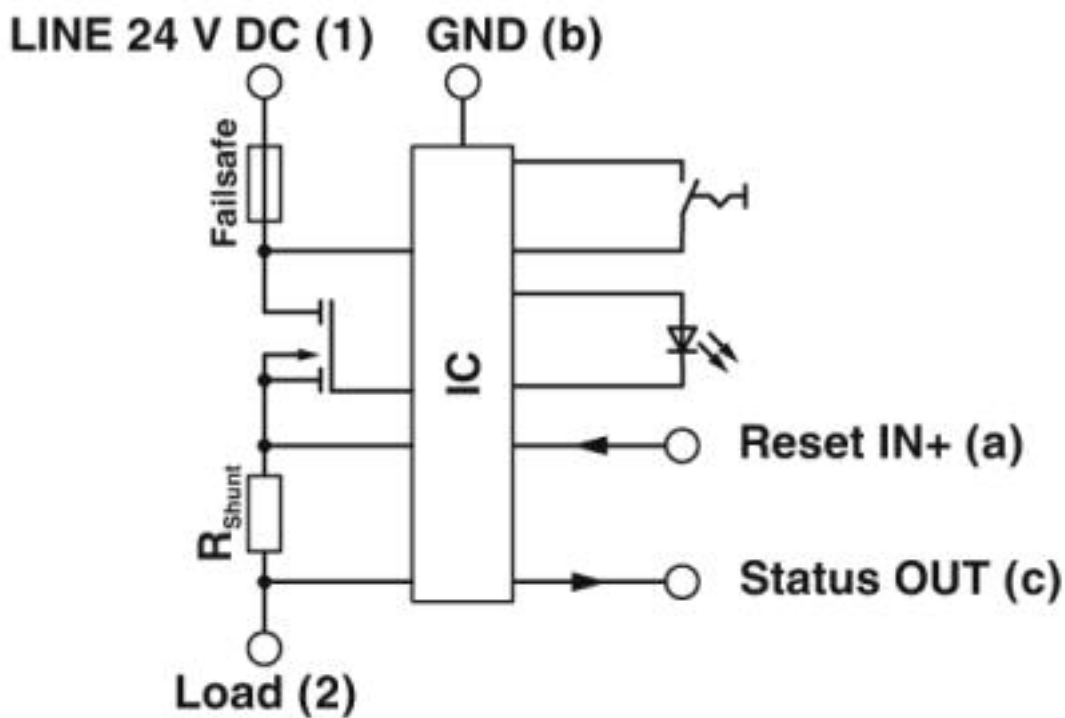 LINE 24 V DC (1)
GND (b)
Failsafe
IC
Reset IN+ (a)
RShunt
Status OUT (c)
Load (2)